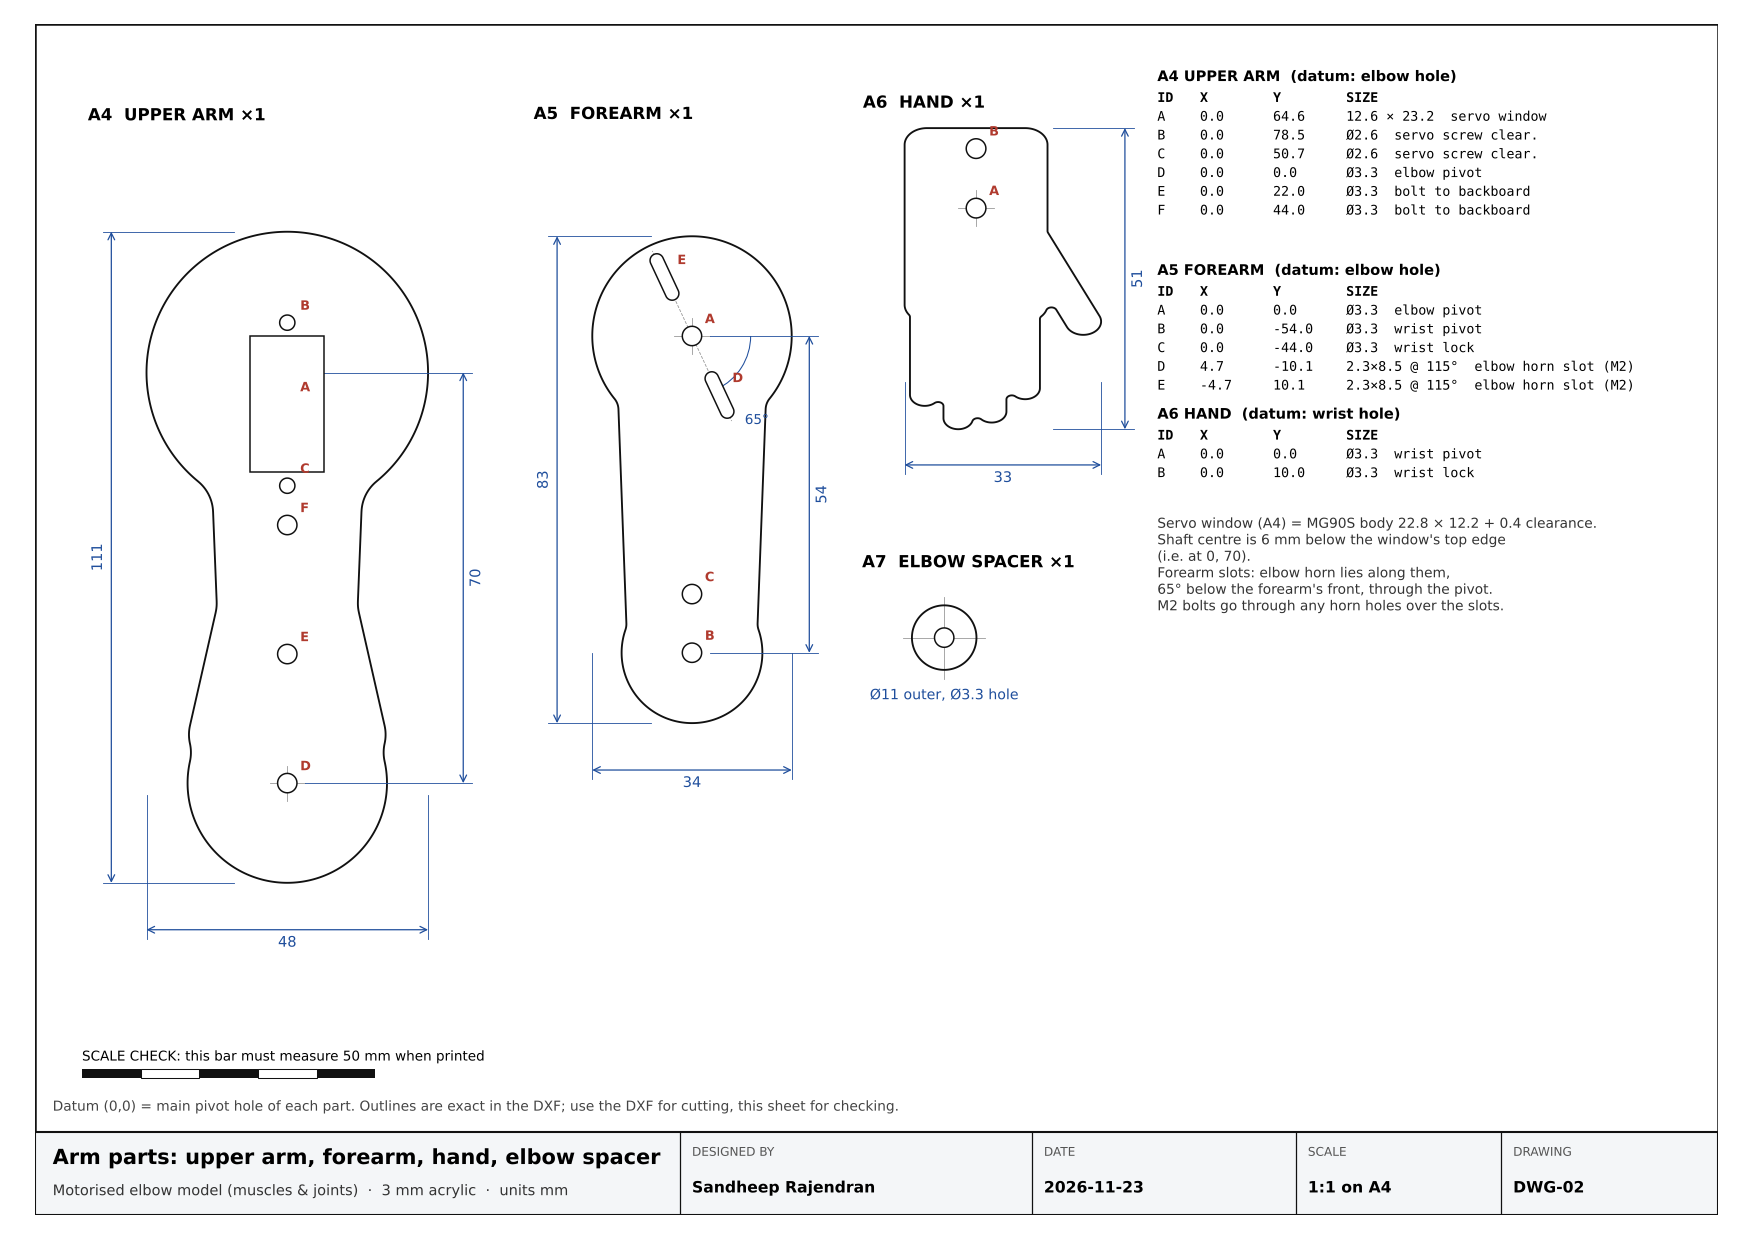 A4 UPPER ARM ×1
B
A
C
F
E
D
111
70
48
A5 FOREARM ×1
E
A
D
65°
C
B
83
54
34
A6 HAND ×1
B
A
51
33
A7 ELBOW SPACER ×1
Ø11 outer, Ø3.3 hole
A4 UPPER ARM (datum: elbow hole)
ID X Y SIZE
A 0.0 64.6 12.6 × 23.2 servo window
B 0.0 78.5 Ø2.6 servo screw clear.
C 0.0 50.7 Ø2.6 servo screw clear.
D 0.0 0.0 Ø3.3 elbow pivot
E 0.0 22.0 Ø3.3 bolt to backboard
F 0.0 44.0 Ø3.3 bolt to backboard
A5 FOREARM (datum: elbow hole)
ID X Y SIZE
A 0.0 0.0 Ø3.3 elbow pivot
B 0.0 -54.0 Ø3.3 wrist pivot
C 0.0 -44.0 Ø3.3 wrist lock
D 4.7 -10.1 2.3×8.5 @ 115° elbow horn slot (M2)
E -4.7 10.1 2.3×8.5 @ 115° elbow horn slot (M2)
A6 HAND (datum: wrist hole)
ID X Y SIZE
A 0.0 0.0 Ø3.3 wrist pivot
B 0.0 10.0 Ø3.3 wrist lock
Servo window (A4) = MG90S body 22.8 × 12.2 + 0.4 clearance.
Shaft centre is 6 mm below the window's top edge
(i.e. at 0, 70).
Forearm slots: elbow horn lies along them,
65° below the forearm's front, through the pivot.
M2 bolts go through any horn holes over the slots.
SCALE CHECK: this bar must measure 50 mm when printed
Datum (0,0) = main pivot hole of each part. Outlines are exact in the DXF; use the DXF for cutting, this sheet for checking.
Arm parts: upper arm, forearm, hand, elbow spacer
Motorised elbow model (muscles & joints) · 3 mm acrylic · units mm
DESIGNED BY
Sandheep Rajendran
DATE
2026-11-23
SCALE
1:1 on A4
DRAWING
DWG-02